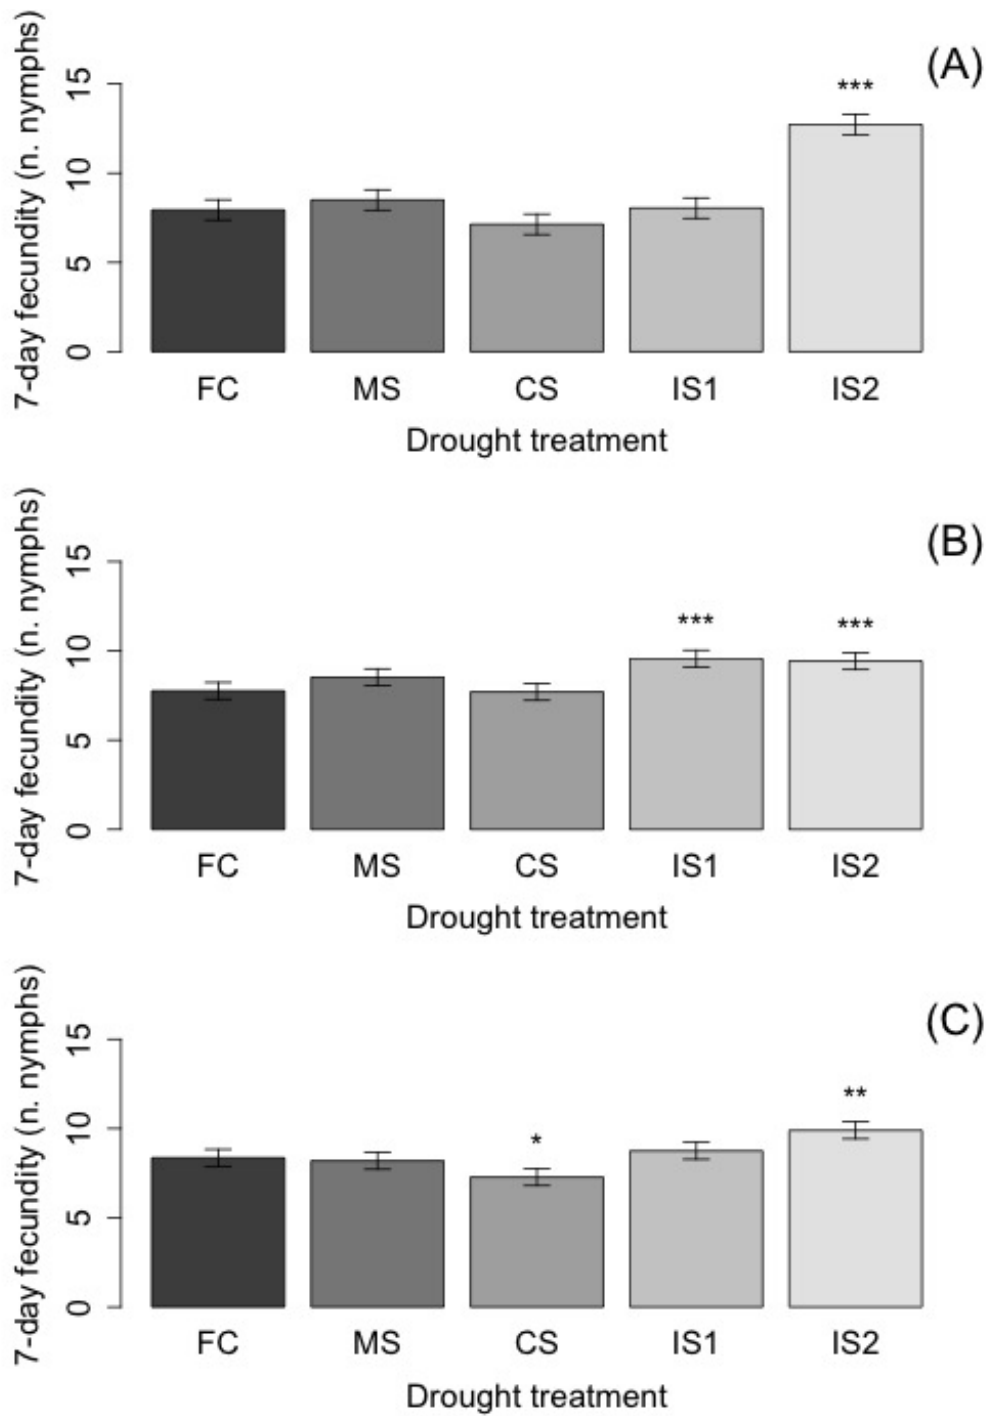 (A)
7-day fecundity (n. nymphs)
15
10
5
0
***
FC MS CS IS1 IS2
Drought treatment
(B)
7-day fecundity (n. nymphs)
15
10
5
0
*** ***
FC MS CS IS1 IS2
Drought treatment
(C)
7-day fecundity (n. nymphs)
15
10
5
0
* **
FC MS CS IS1 IS2
Drought treatment